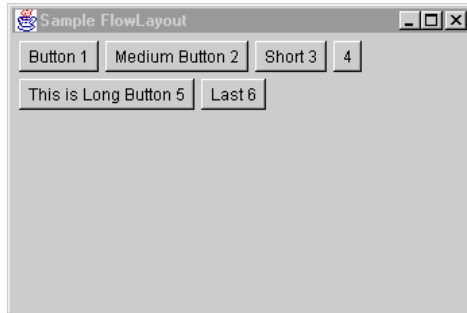 Sample FlowLayout
Button 1 Medium Button 2 Short 3 4
This is Long Button 5 Last 6